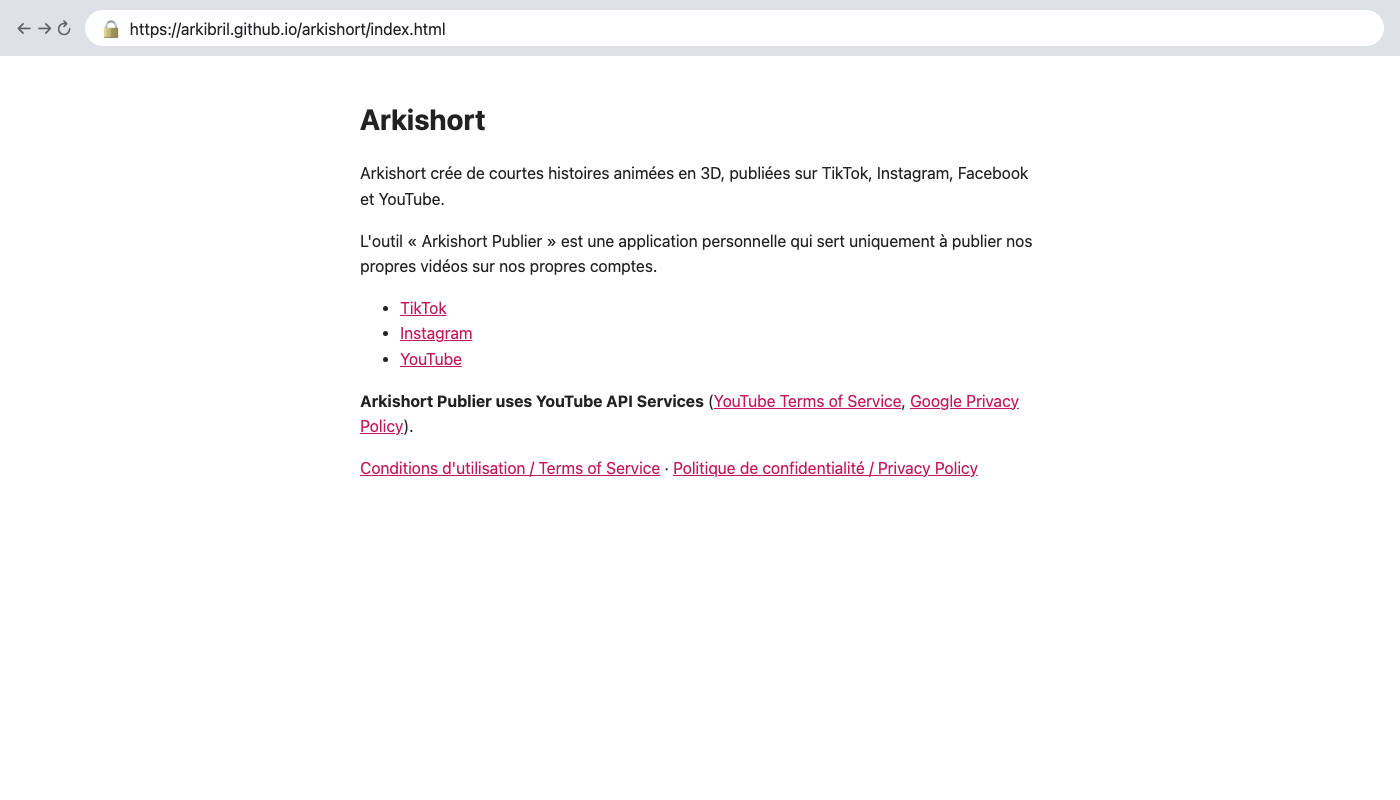 https://arkibril.github.io/arkishort/index.html
Arkishort
Arkishort crée de courtes histoires animées en 3D, publiées sur TikTok, Instagram, Facebook
et YouTube.
L'outil « Arkishort Publier » est une application personnelle qui sert uniquement à publier nos
propres vidéos sur nos propres comptes.
• TikTok
• Instagram
• YouTube
Arkishort Publier uses YouTube API Services (YouTube Terms of Service, Google Privacy
Policy).
Conditions d'utilisation / Terms of Service · Politique de confidentialité / Privacy Policy